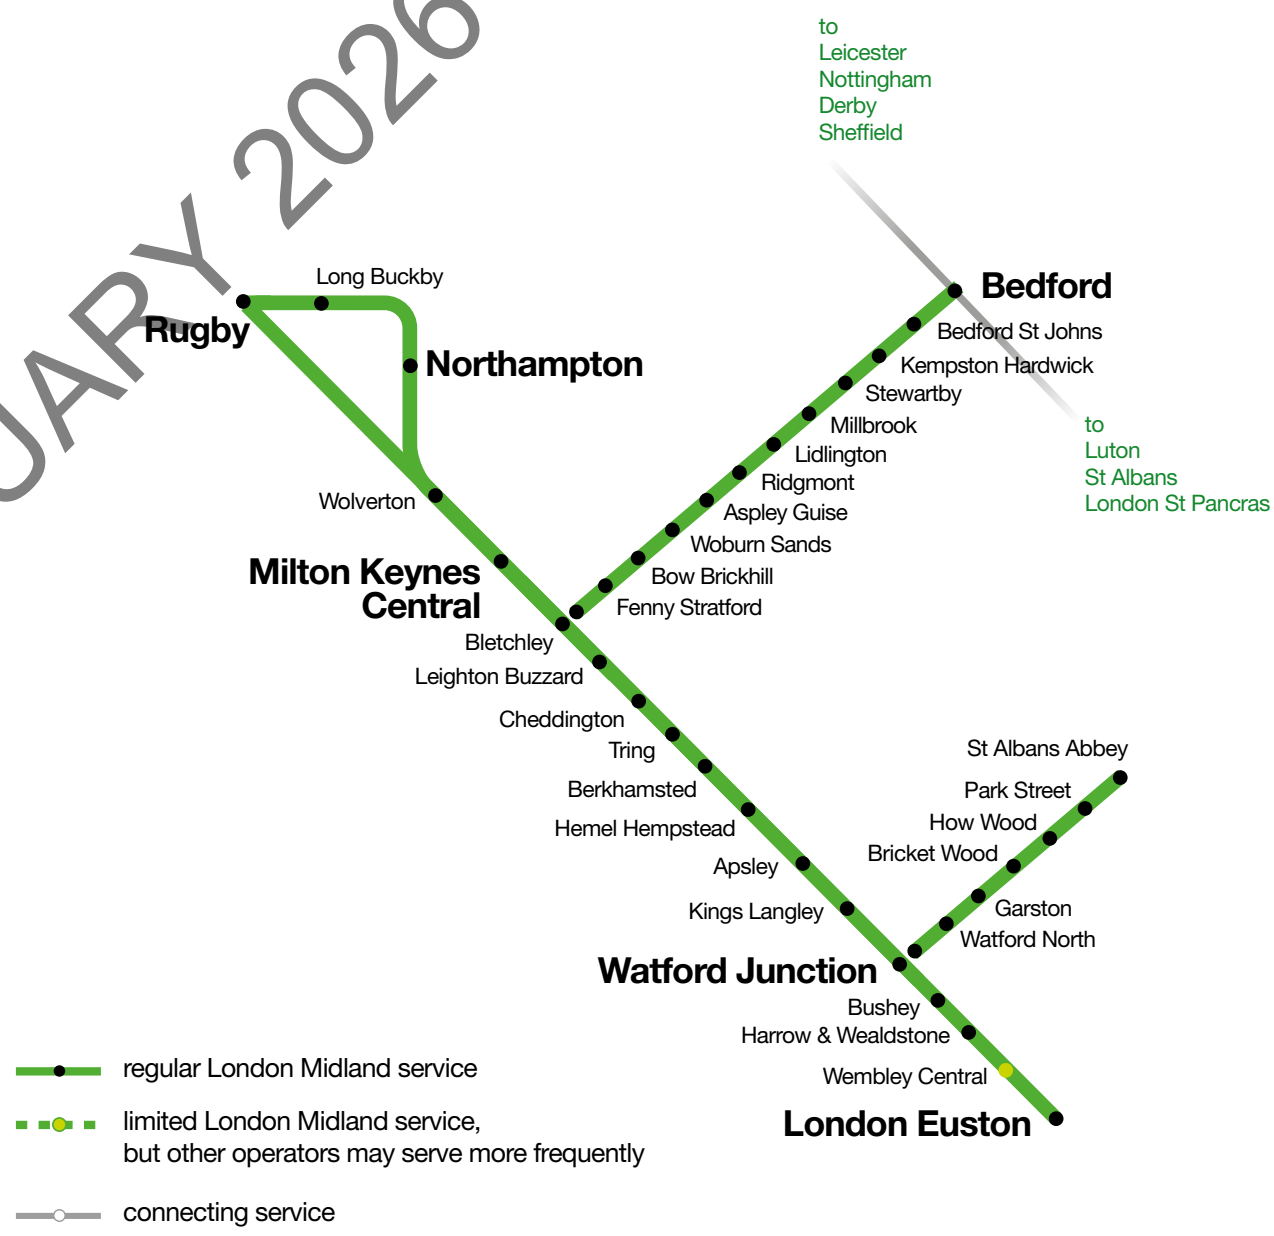 UARY 2026
to
Leicester
Nottingham
Derby
Sheffield
Long Buckby
Bedford
Rugby
Bedford St Johns
Northampton
Kempston Hardwick
Stewartby
Millbrook
to
Luton
St Albans
London St Pancras
Lidlington
Ridgmont
Wolverton
Aspley Guise
Woburn Sands
Milton Keynes
Central
Bow Brickhill
Fenny Stratford
Bletchley
Leighton Buzzard
Cheddington
Tring
St Albans Abbey
Berkhamsted
Park Street
Hemel Hempstead
How Wood
Bricket Wood
Apsley
Kings Langley
Garston
Watford North
Watford Junction
Bushey
Harrow & Wealdstone
Wembley Central
London Euston
regular London Midland service
limited London Midland service,
but other operators may serve more frequently
connecting service